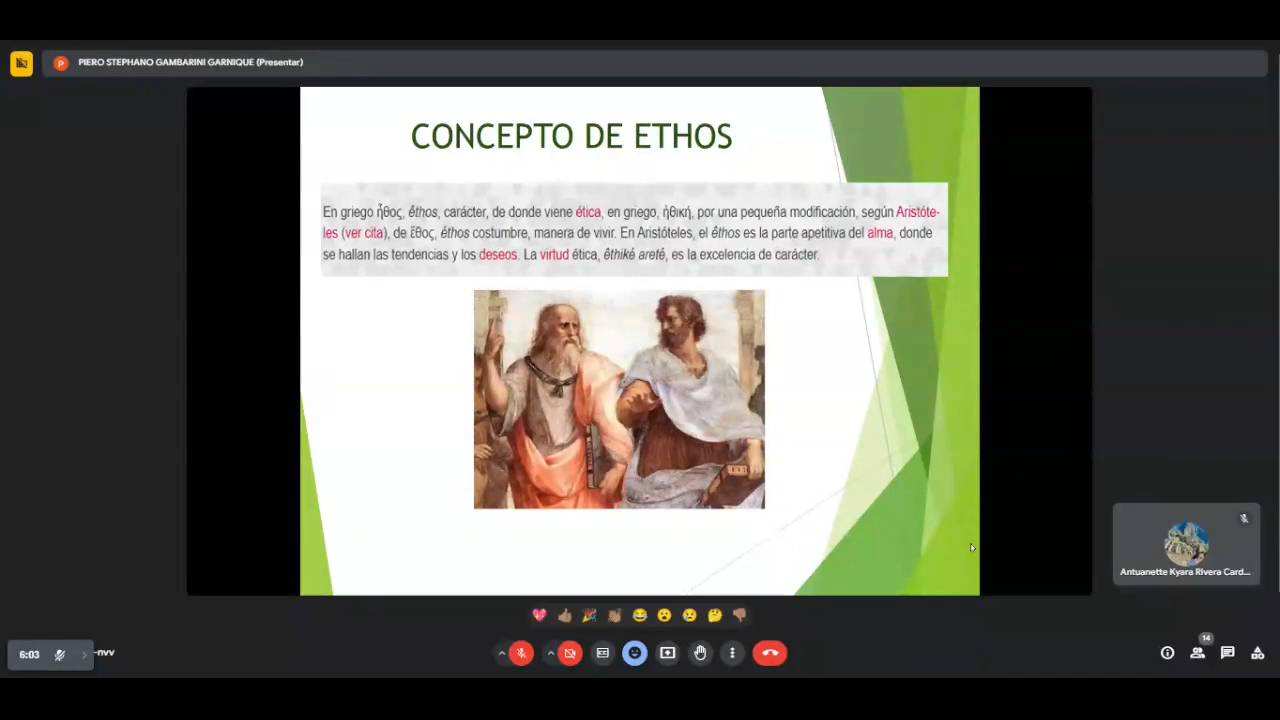 PIERO STEPHANO GAMBARINI GARNIQUE (Presentar)
P
CONCEPTO DE ETHOS
En griego ἦθος, êthos, carácter, de donde viene ética, en griego, ἠθική, por una pequeña modificación, según Aristóte-
les (ver cita), de ἔθος, éthos costumbre, manera de vivir. En Aristóteles, el êthos es la parte apetitiva del alma, donde
se hallan las tendencias y los deseos. La virtud ética, êthiké areté, es la excelencia de carácter.
Antuanette Kyara Rivera Card...
6:03
-nvv
14